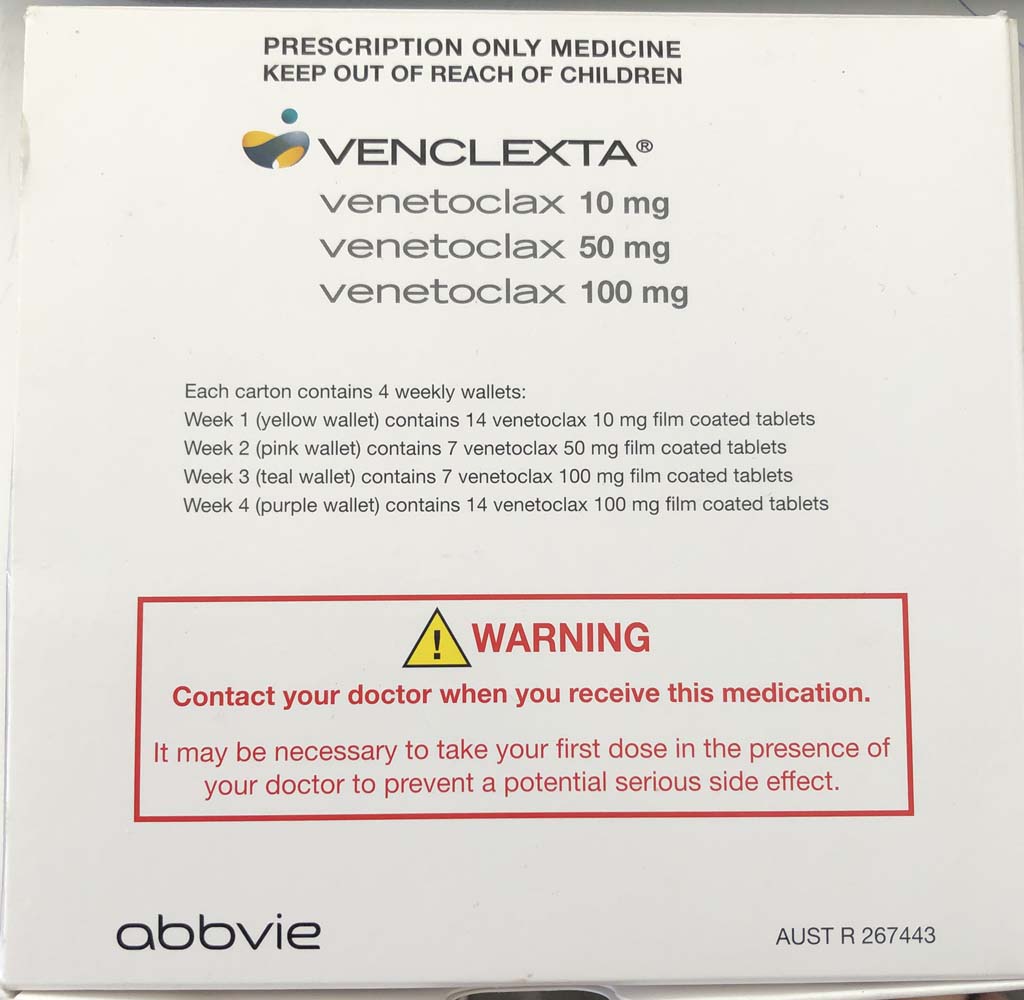 PRESCRIPTION ONLY MEDICINE
KEEP OUT OF REACH OF CHILDREN
VENCLEXTA®
venetoclax 10 mg
venetoclax 50 mg
venetoclax 100 mg
Each carton contains 4 weekly wallets:
Week 1 (yellow wallet) contains 14 venetoclax 10 mg film coated tablets
Week 2 (pink wallet) contains 7 venetoclax 50 mg film coated tablets
Week 3 (teal wallet) contains 7 venetoclax 100 mg film coated tablets
Week 4 (purple wallet) contains 14 venetoclax 100 mg film coated tablets
! WARNING
Contact your doctor when you receive this medication.
It may be necessary to take your first dose in the presence of
your doctor to prevent a potential serious side effect.
abbvie
AUST R 267443